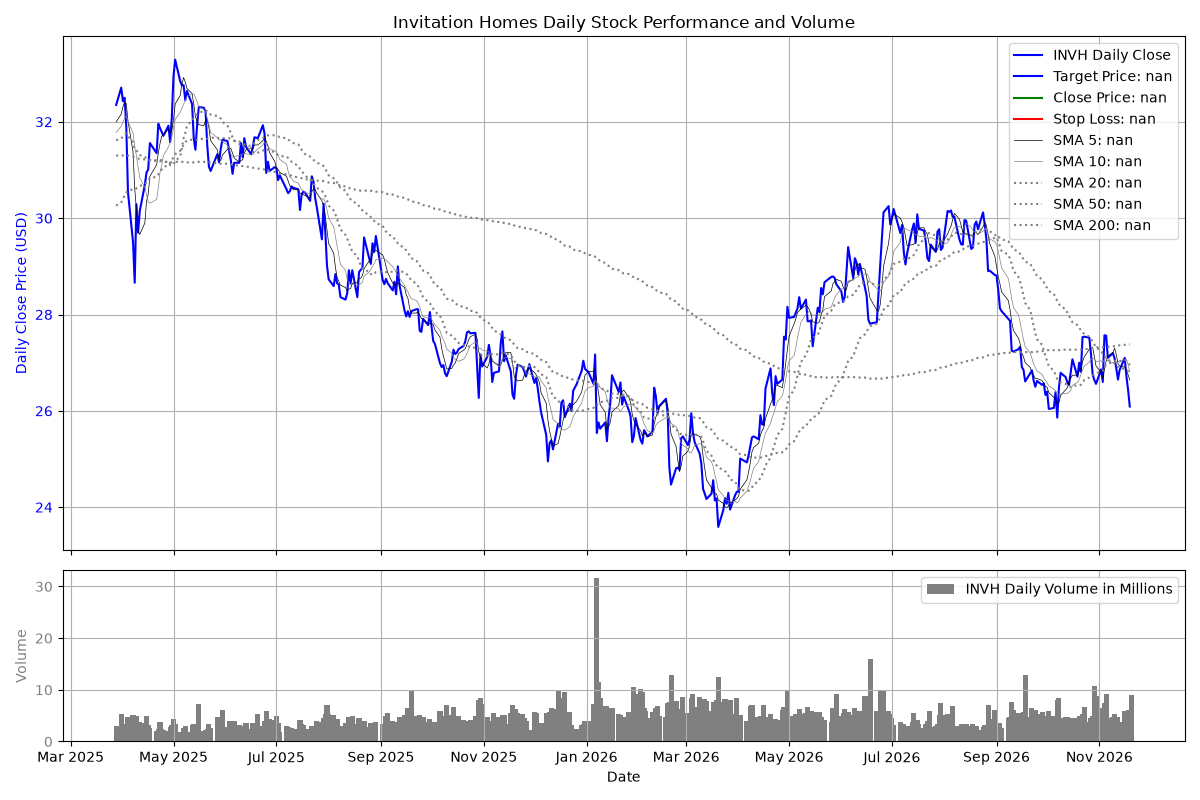 Invitation Homes Daily Stock Performance and Volume
INVH Daily Close
Target Price: nan
Close Price: nan
Stop Loss: nan
SMA 5: nan
SMA 10: nan
SMA 20: nan
SMA 50: nan
SMA 200: nan
Daily Close Price (USD)
32
30
28
26
24
INVH Daily Volume in Millions
Volume
30
20
10
0
Mar 2025 May 2025 Jul 2025 Sep 2025 Nov 2025 Jan 2026 Mar 2026 May 2026 Jul 2026 Sep 2026 Nov 2026
Date